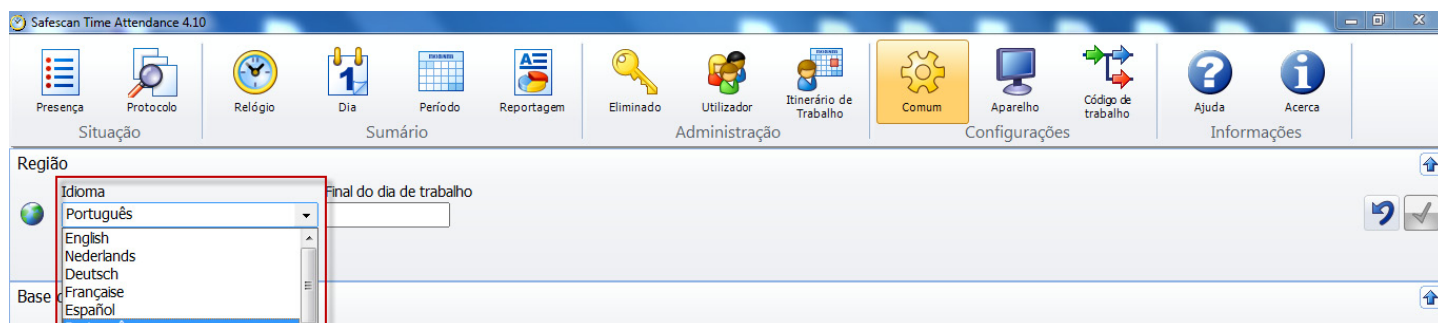 Safescan Time Attendance 4.10
Presença Protocolo Relógio Dia Período Reportagem Eliminado Utilizador Itinerário de Trabalho Comum Aparelho Código de trabalho Ajuda Acerca
Situação Sumário Administração Configurações Informações
Região
Idioma Final do dia de trabalho
Português
English
Nederlands
Deutsch
Française
Base
Español